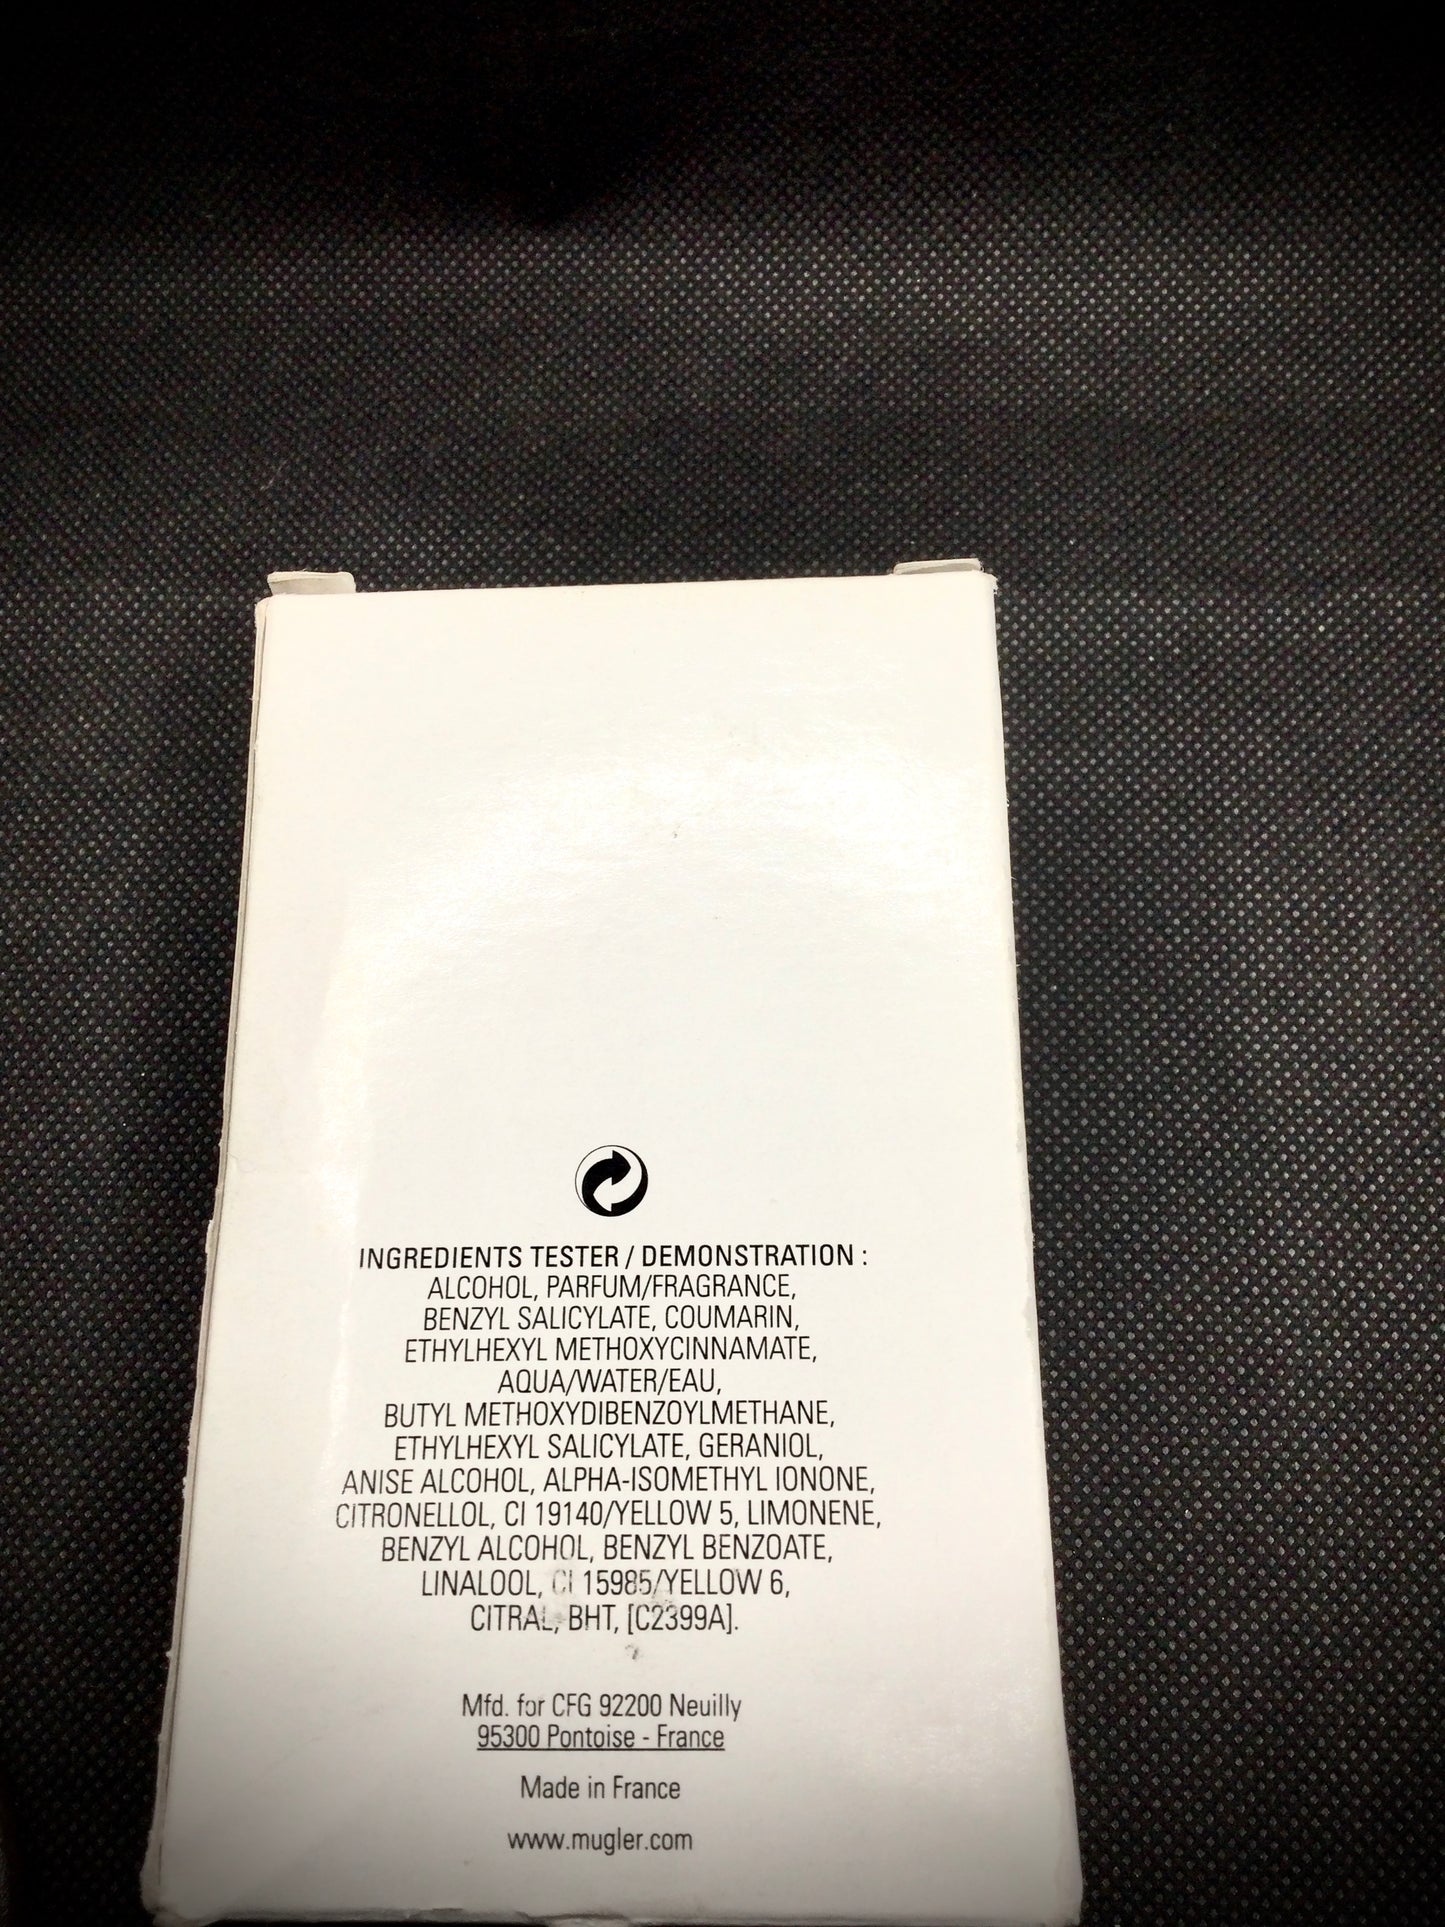 INGREDIENTS TESTER / DEMONSTRATION :
ALCOHOL, PARFUM/FRAGRANCE,
BENZYL SALICYLATE, COUMARIN,
ETHYLHEXYL METHOXYCINNAMATE,
AQUA/WATER/EAU,
BUTYL METHOXYDIBENZOYLMETHANE,
ETHYLHEXYL SALICYLATE, GERANIOL,
ANISE ALCOHOL, ALPHA-ISOMETHYL IONONE,
CITRONELLOL, CI 19140/YELLOW 5, LIMONENE,
BENZYL ALCOHOL, BENZYL BENZOATE,
LINALOOL, CI 15985/YELLOW 6,
CITRAL, BHT, [C2399A].
Mfd. for CFG 92200 Neuilly
95300 Pontoise - France
Made in France
www.mugler.com